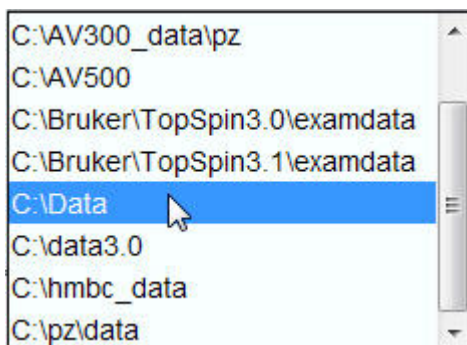 C:\AV300_data\pz
C:\AV500
C:\Bruker\TopSpin3.0\examdata
C:\Bruker\TopSpin3.1\examdata
C:\Data
C:\data3.0
C:\hmbc_data
C:\pz\data